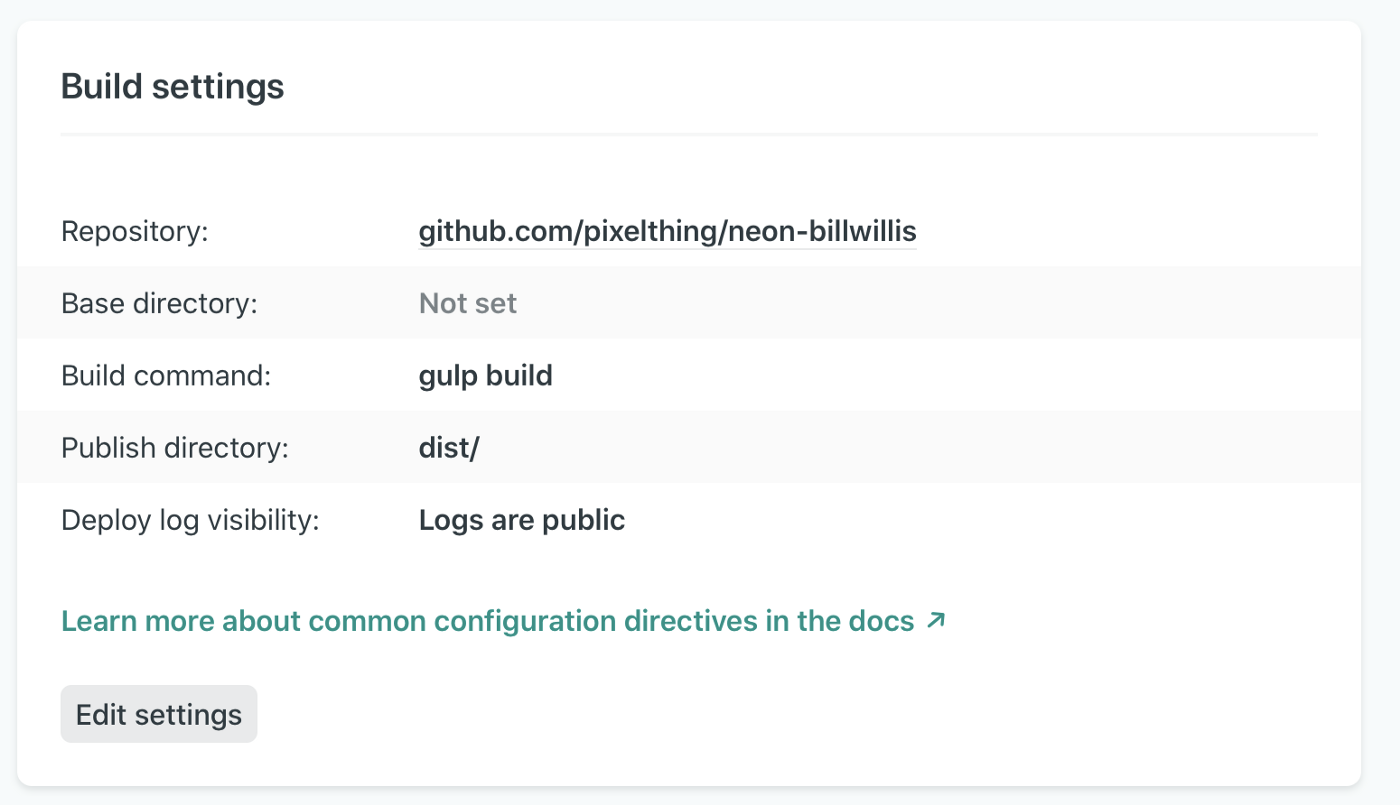 Build settings
Repository: github.com/pixelthing/neon-billwillis
Base directory: Not set
Build command: gulp build
Publish directory: dist/
Deploy log visibility: Logs are public
Learn more about common configuration directives in the docs ↗
Edit settings